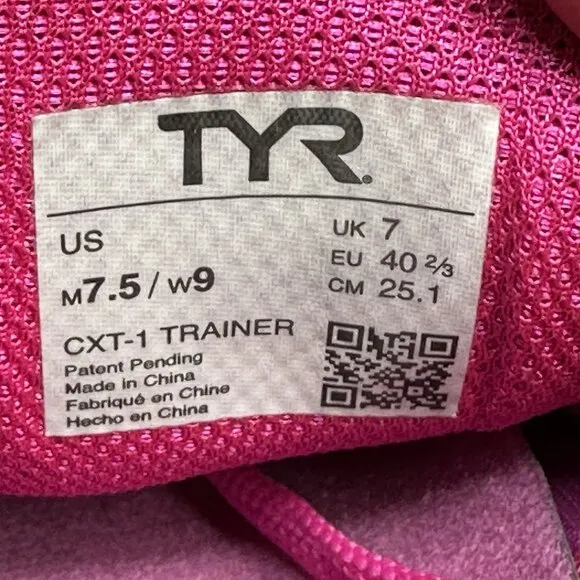 TYR®
US
M7.5 / W9
UK 7
EU 40 2/3
CM 25.1
CXT-1 TRAINER
Patent Pending
Made in China
Fabriqué en Chine
Hecho en China